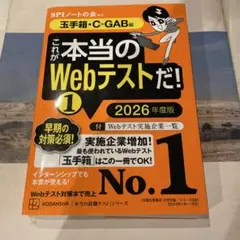 SPIノートの会
玉手箱・C-GAB編
これが
本当の
Webテストだ!
1
2026年度版
早期の
対策必須!
付 Webテスト実施企業一覧
実施企業増加!
最も使われているWebテスト
「玉手箱」はこの一冊でOK!
インターンシップでも
本書が使える!
No.1
Webテスト対策本で売上
KODANSHA